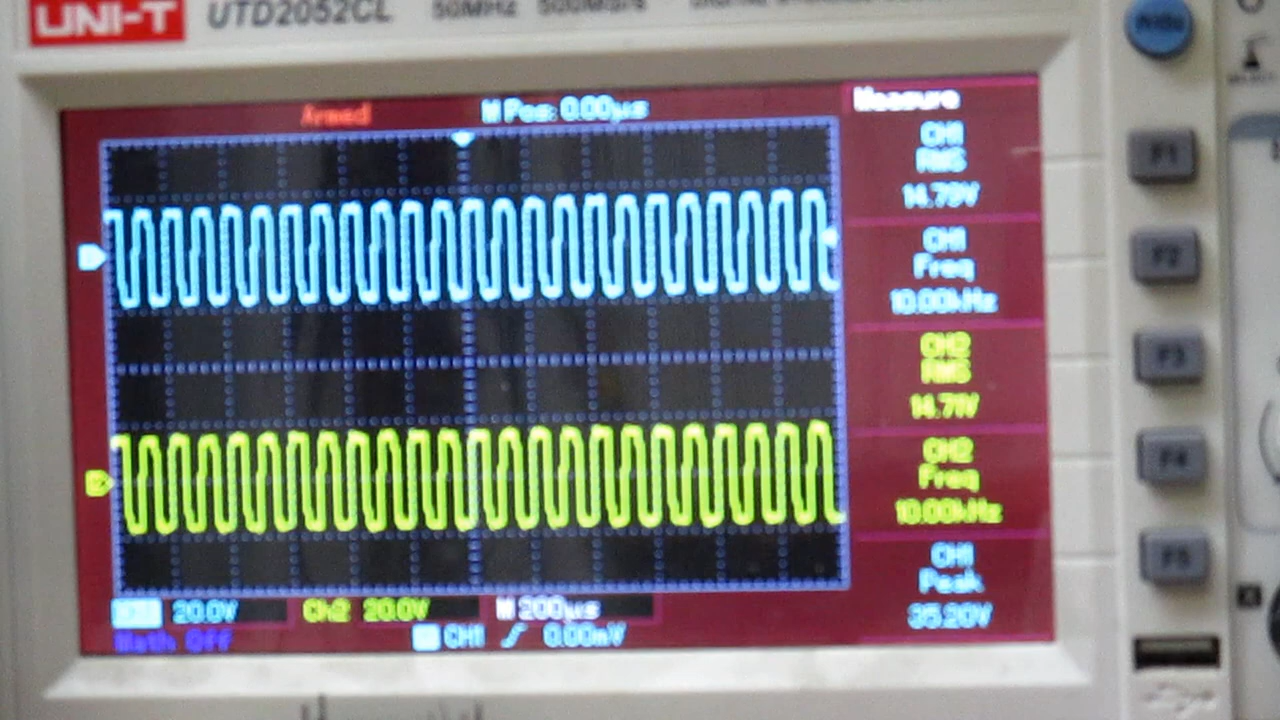 UNI-T UTD2052CL 50MHz 500MS/s
Armed M Pos: 0.00μs Measure
CH1
RMS
14.79V
CH1
Freq
10.00kHz
CH2
RMS
14.71V
CH2
Freq
10.00kHz
CH1
Peak
35.20V
20.0V Ch2 20.0V M 200μs
Math Off CH1 0.00mV
F1
F2
F3
F4
F5